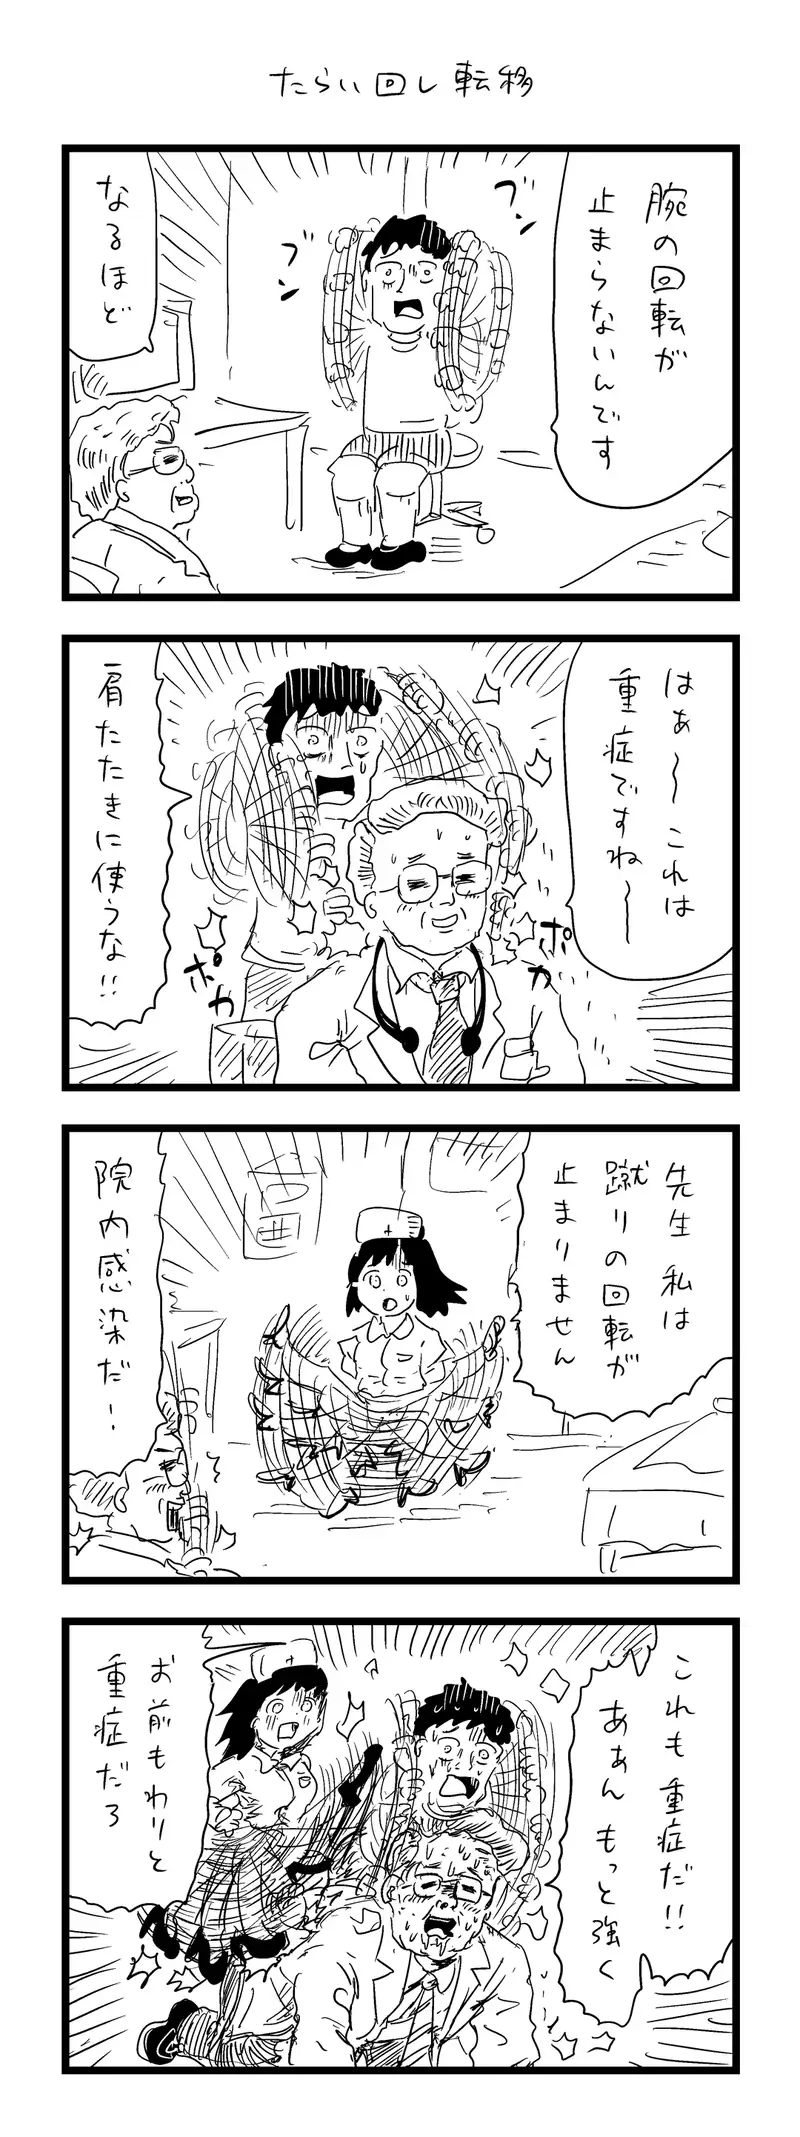 たらい回し転移
腕の回転が
止まらないんです
ブン
ブン
なるほど
はぁ〜〜これは
重症ですね〜〜
ポカ
ポカ
肩たたきに使うな!!
先生 私は
蹴りの回転が
止まりません
院内感染だ!
これも重症だ!!
ああん もっと強く
お前もわりと
重症だろ